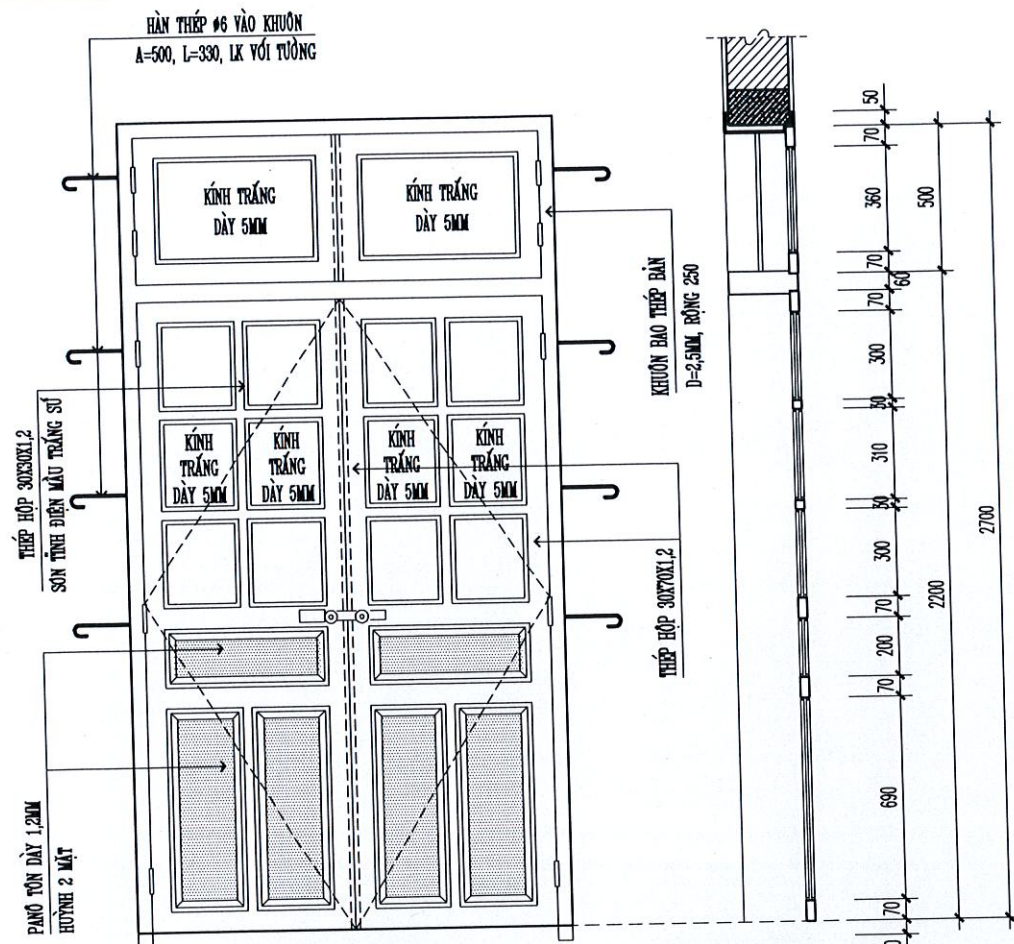 HÀN THÉP ϕ6 VÀO KHUÔN
A=500, L=330, LK VỚI TƯỜNG
KÍNH TRẮNG
DÀY 5MM
KÍNH TRẮNG
DÀY 5MM
KHUÔN BAO THÉP BẢN
D=2,5MM, RỘNG 250
THÉP HỘP 30X30X1,2
SƠN TĨNH ĐIỆN MẦU TRẮNG SỨ
KÍNH
TRẮNG
DÀY 5MM
KÍNH
TRẮNG
DÀY 5MM
KÍNH
TRẮNG
DÀY 5MM
KÍNH
TRẮNG
DÀY 5MM
THÉP HỘP 30X70X1,2
PANÔ TÔN DÀY 1,2MM
HUỲNH 2 MẶT
50
70
360
70
60
70
300
30
310
30
300
70
200
70
690
70
500
2200
2700